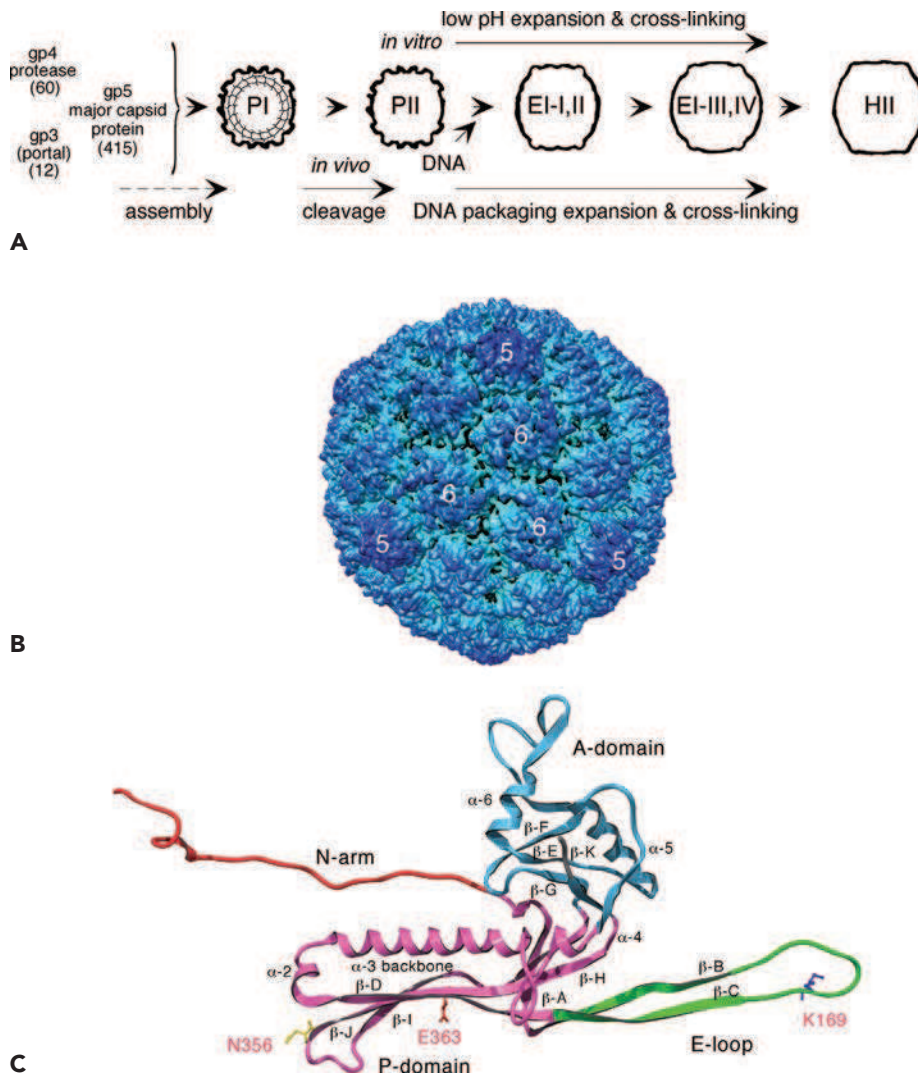 low pH expansion & cross-linking
in vitro
gp4
protease
(60)
gp5
major capsid
protein
(415)
gp3
(portal)
(12)
PI
PII
EI-I,II
EI-III,IV
HII
DNA
in vivo
assembly
cleavage
DNA packaging expansion & cross-linking
A
5
6
6
6
5
5
B
A-domain
α-6
β-F
β-E
β-K
α-5
N-arm
β-G
α-4
α-3 backbone
α-2
β-D
β-H
β-B
β-A
β-C
β-I
β-J
K169
N356
E363
E-loop
P-domain
C